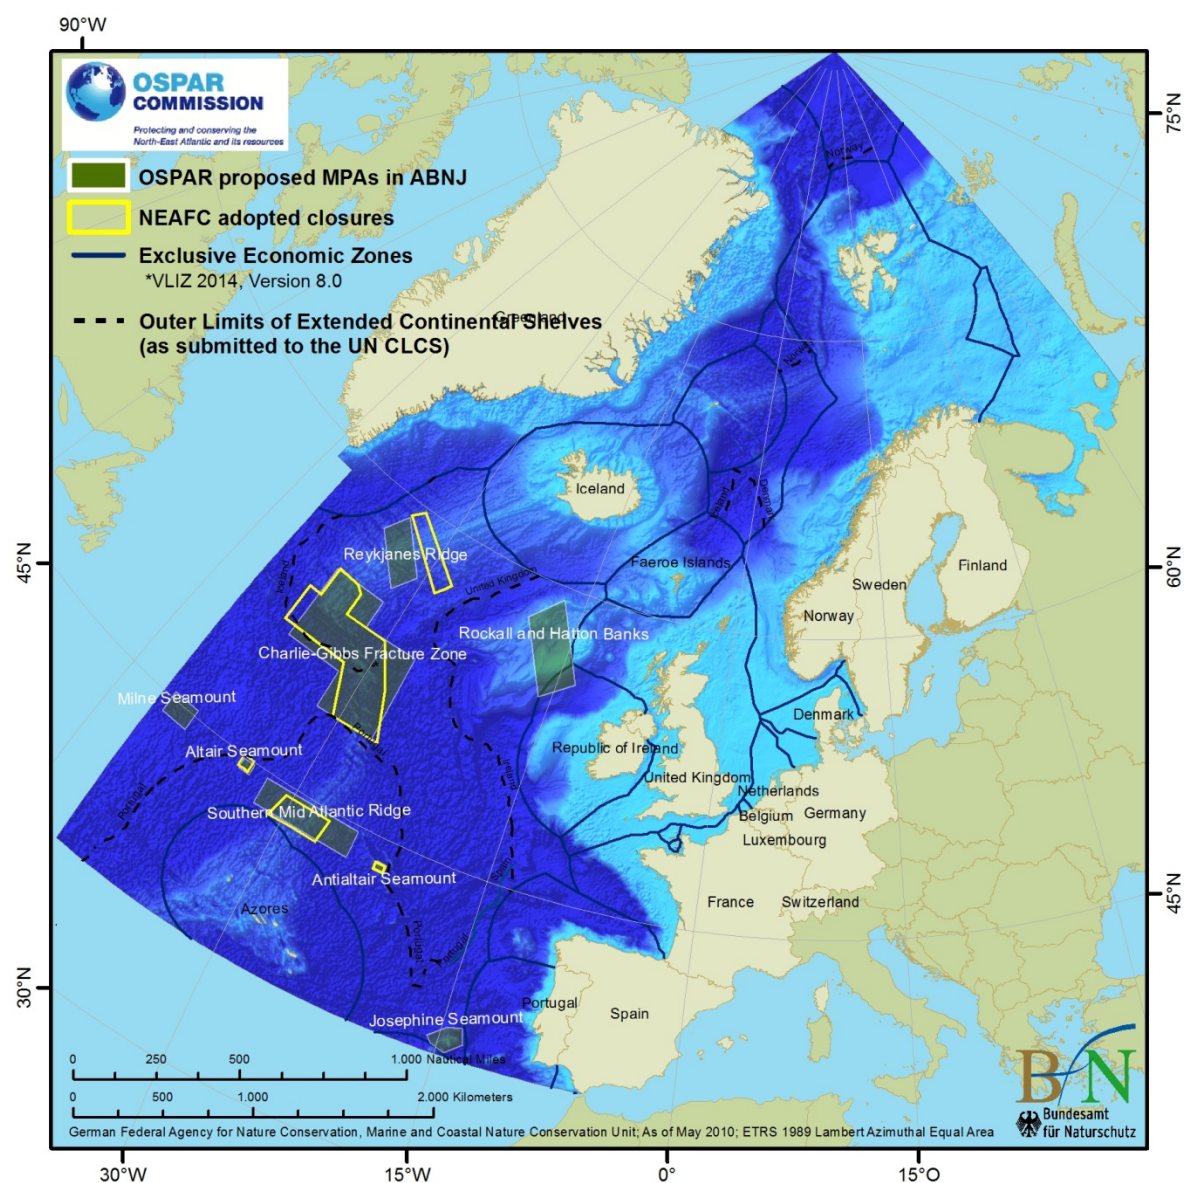 90°W
OSPAR
COMMISSION
Protecting and conserving the
North-East Atlantic and its resources
OSPAR proposed MPAs in ABNJ
NEAFC adopted closures
Exclusive Economic Zones
*VLIZ 2014, Version 8.0
Outer Limits of Extended Continental Shelves
(as submitted to the UN CLCS)
75°N
Norway
Greenland
Norway
Iceland
Iceland
Denmark
45°N
60°N
Reykjanes Ridge
Iceland
United Kingdom
Faeroe Islands
Finland
Sweden
Norway
Rockall and Hatton Banks
Charlie-Gibbs Fracture Zone
Milne Seamount
Denmark
Altair Seamount
Portugal
Republic of Ireland
Ireland
United Kingdom
Netherlands
Portugal
Southern Mid Atlantic Ridge
Belgium
Germany
Luxembourg
Antialtair Seamount
Spain
France
Switzerland
45°N
Azores
Portugal
Portugal
30°N
Portugal
Spain
Josephine Seamount
0 250 500 1.000 Nautical Miles
0 500 1.000 2.000 Kilometers
BfN
Bundesamt
für Naturschutz
German Federal Agency for Nature Conservation, Marine and Coastal Nature Conservation Unit; As of May 2010; ETRS 1989 Lambert Azimuthal Equal Area
30°W
15°W
0°
15°O